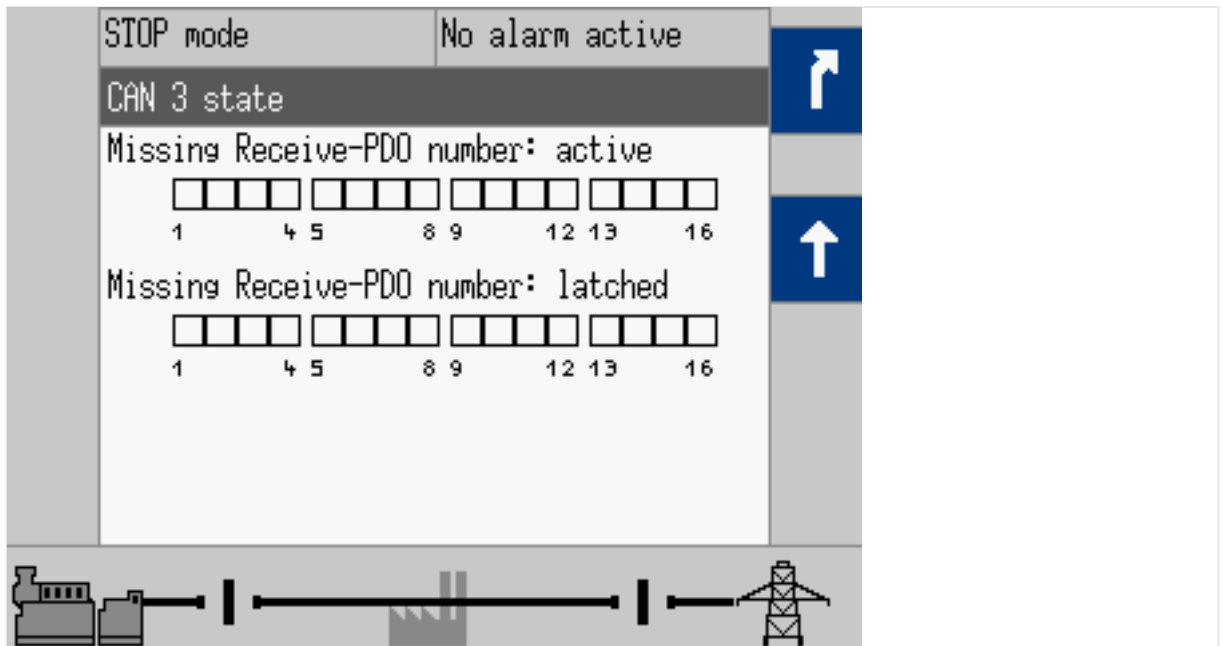 STOP mode No alarm active
CAN 3 state
Missing Receive-PDO number: active
1 4 5 8 9 12 13 16
Missing Receive-PDO number: latched
1 4 5 8 9 12 13 16